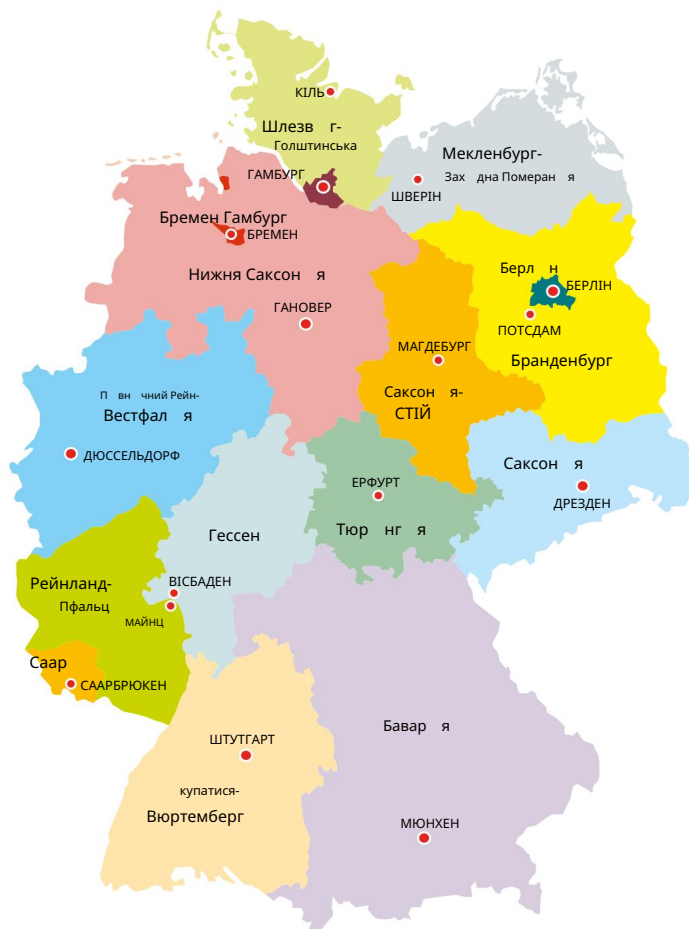 КІЛЬ
Шлезв г-
Голштинська
Мекленбург-
Зах дна Померан я
ГАМБУРГ
ШВЕРІН
Бремен Гамбург
БРЕМЕН
Нижня Саксон я
Берл н
БЕРЛІН
ГАНОВЕР
ПОТСДАМ
МАГДЕБУРГ
Бранденбург
П вн чний Рейн-
Вестфал я
Саксон я-
СТІЙ
ДЮССЕЛЬДОРФ
Саксон я
ЕРФУРТ
ДРЕЗДЕН
Гессен
Тюр нг я
Рейнланд-
Пфальц
ВІСБАДЕН
МАЙНЦ
Саар
СААРБРЮКЕН
Бавар я
ШТУТГАРТ
купатися-
Вюртемберг
МЮНХЕН